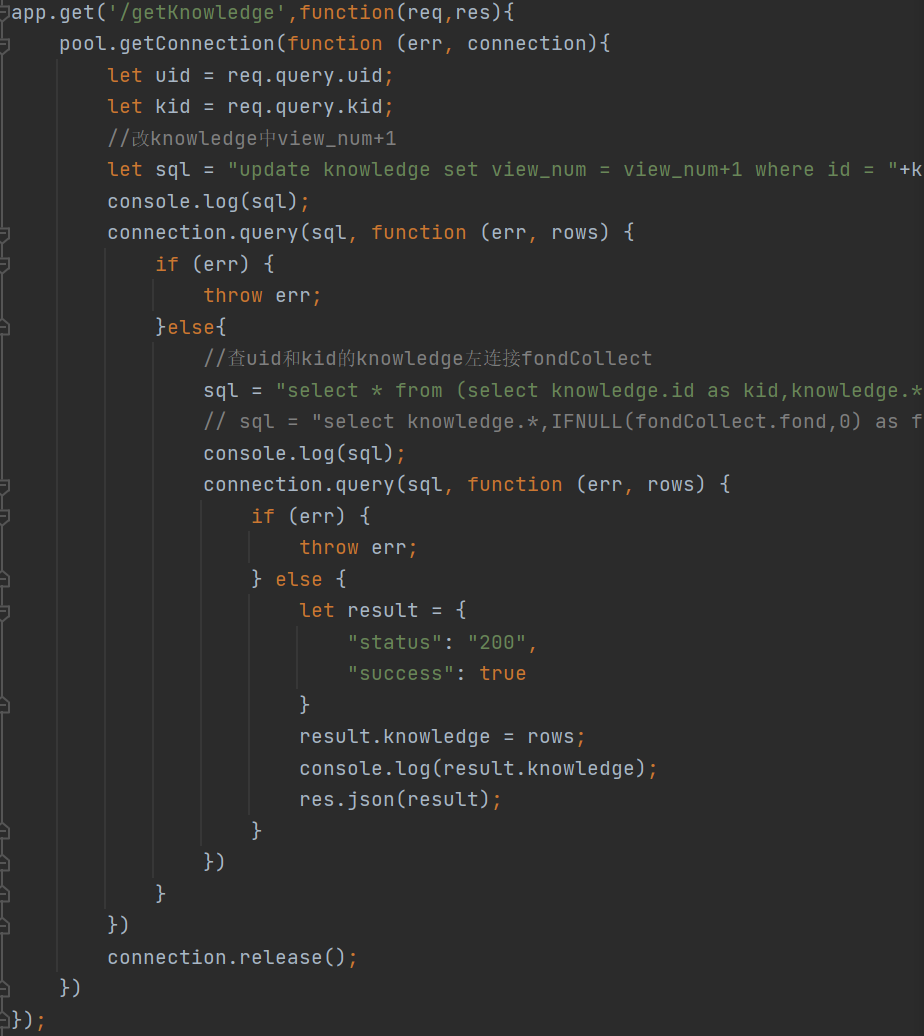 app.get('/getKnowledge',function(req,res){
    pool.getConnection(function (err, connection){
        let uid = req.query.uid;
        let kid = req.query.kid;
        //改knowledge中view_num+1
        let sql = "update knowledge set view_num = view_num+1 where id = "+k
        console.log(sql);
        connection.query(sql, function (err, rows) {
            if (err) {
                throw err;
            }else{
                //查uid和kid的knowledge左连接fondCollect
                sql = "select * from (select knowledge.id as kid,knowledge.*
                // sql = "select knowledge.*,IFNULL(fondCollect.fond,0) as f
                console.log(sql);
                connection.query(sql, function (err, rows) {
                    if (err) {
                        throw err;
                    } else {
                        let result = {
                            "status": "200",
                            "success": true
                        }
                        result.knowledge = rows;
                        console.log(result.knowledge);
                        res.json(result);
                    }
                })
            }
        })
        connection.release();
    })
});